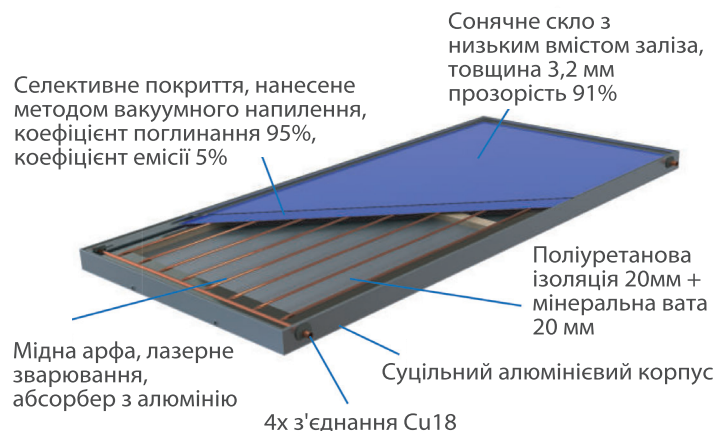 Сонячне скло з
низьким вмістом заліза,
товщина 3,2 мм
прозорість 91%
Селективне покриття, нанесене
методом вакуумного напилення,
коефіцієнт поглинання 95%,
коефіцієнт емісії 5%
Поліуретанова
ізоляція 20мм +
мінеральна вата
20 мм
Мідна арфа, лазерне
зварювання,
абсорбер з алюмінію
Суцільний алюмінієвий корпус
4х з'єднання Cu18